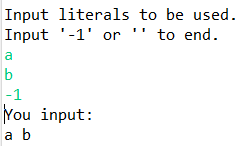 Input literals to be used.
Input '-1' or '' to end.
a
b
-1
You input:
a b